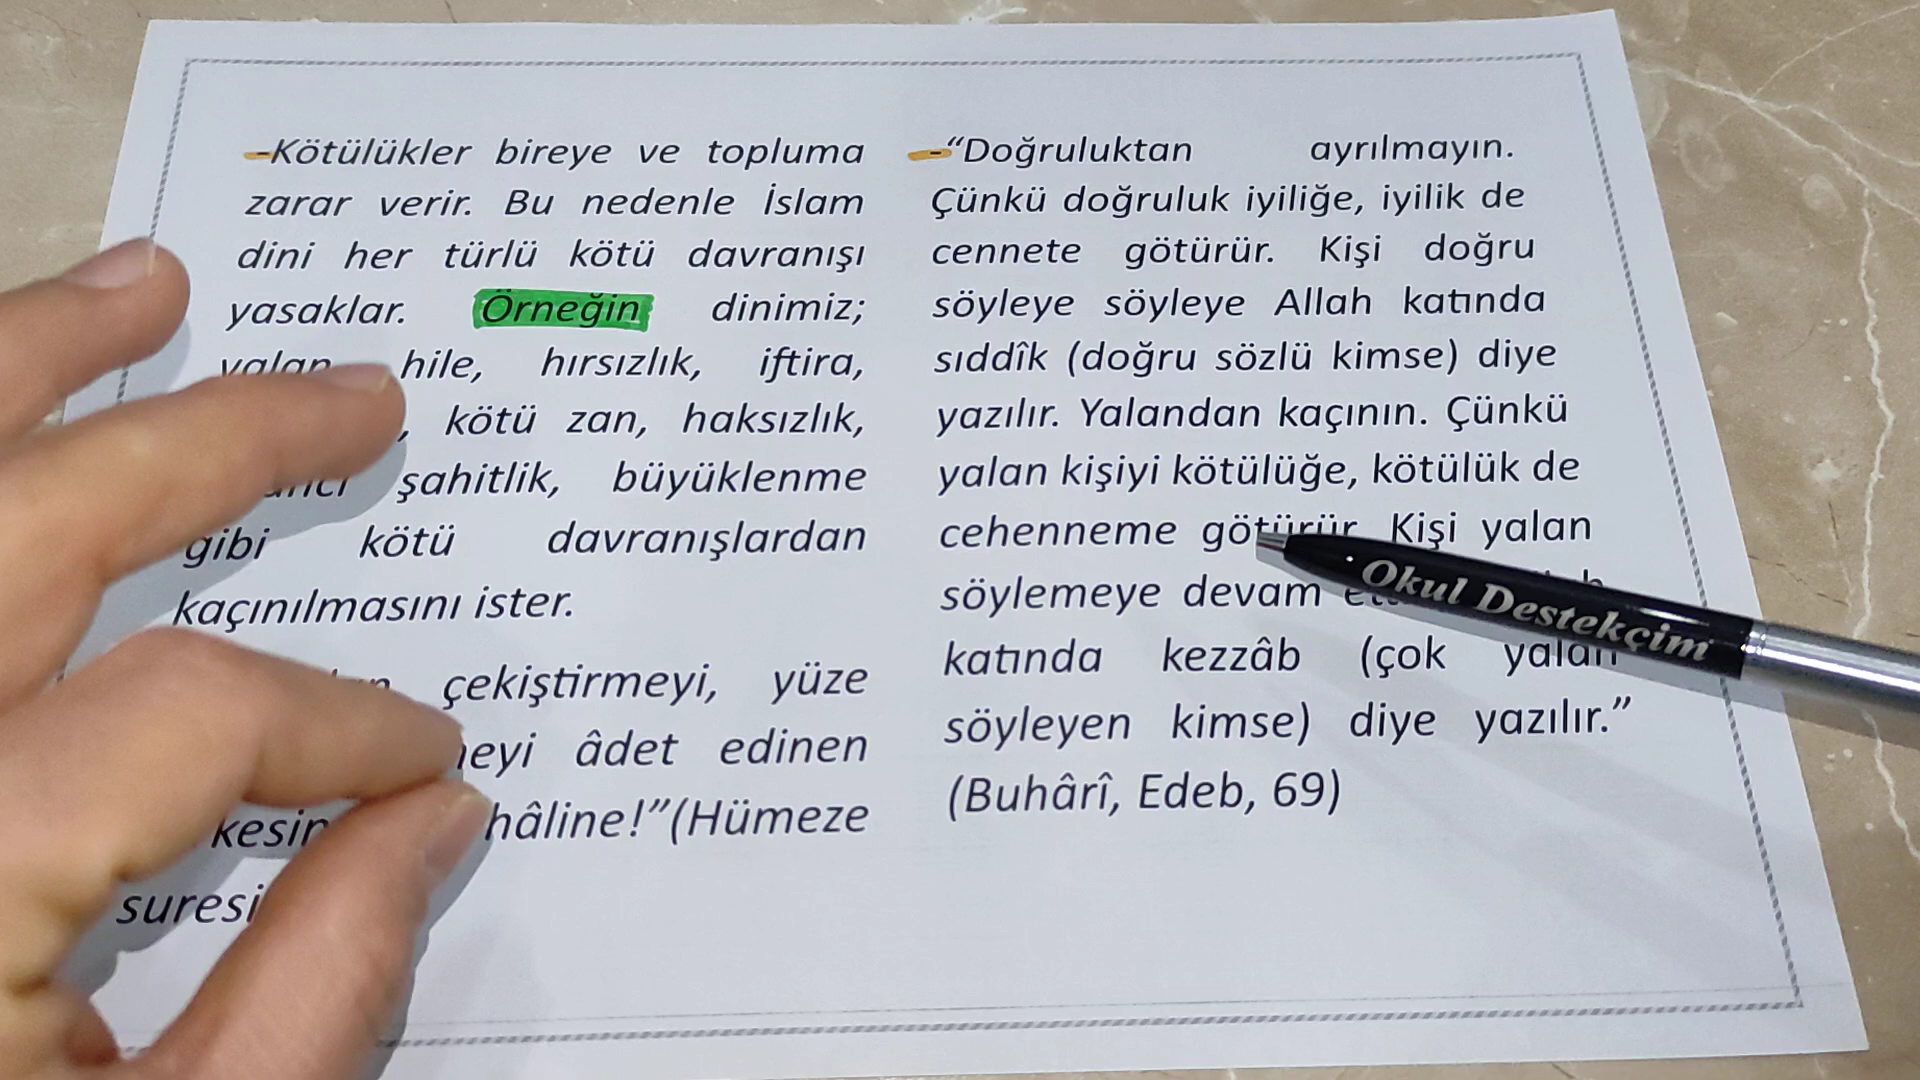 -Kötülükler bireye ve topluma
zarar verir. Bu nedenle İslam
dini her türlü kötü davranışı
yasaklar. Örneğin dinimiz;
yalan, hile, hırsızlık, iftira,
, kötü zan, haksızlık,
şahitlik, büyüklenme
gibi kötü davranışlardan
kaçınılmasını ister.
çekiştirmeyi, yüze
âdet edinen
hâline!”(Hümeze
suresi
-“Doğruluktan ayrılmayın.
Çünkü doğruluk iyiliğe, iyilik de
cennete götürür. Kişi doğru
söyleye söyleye Allah katında
sıddîk (doğru sözlü kimse) diye
yazılır. Yalandan kaçının. Çünkü
yalan kişiyi kötülüğe, kötülük de
cehenneme götürür. Kişi yalan
söylemeye devam
katında kezzâb (çok yalan
söyleyen kimse) diye yazılır.”
(Buhârî, Edeb, 69)
Okul Destekçim